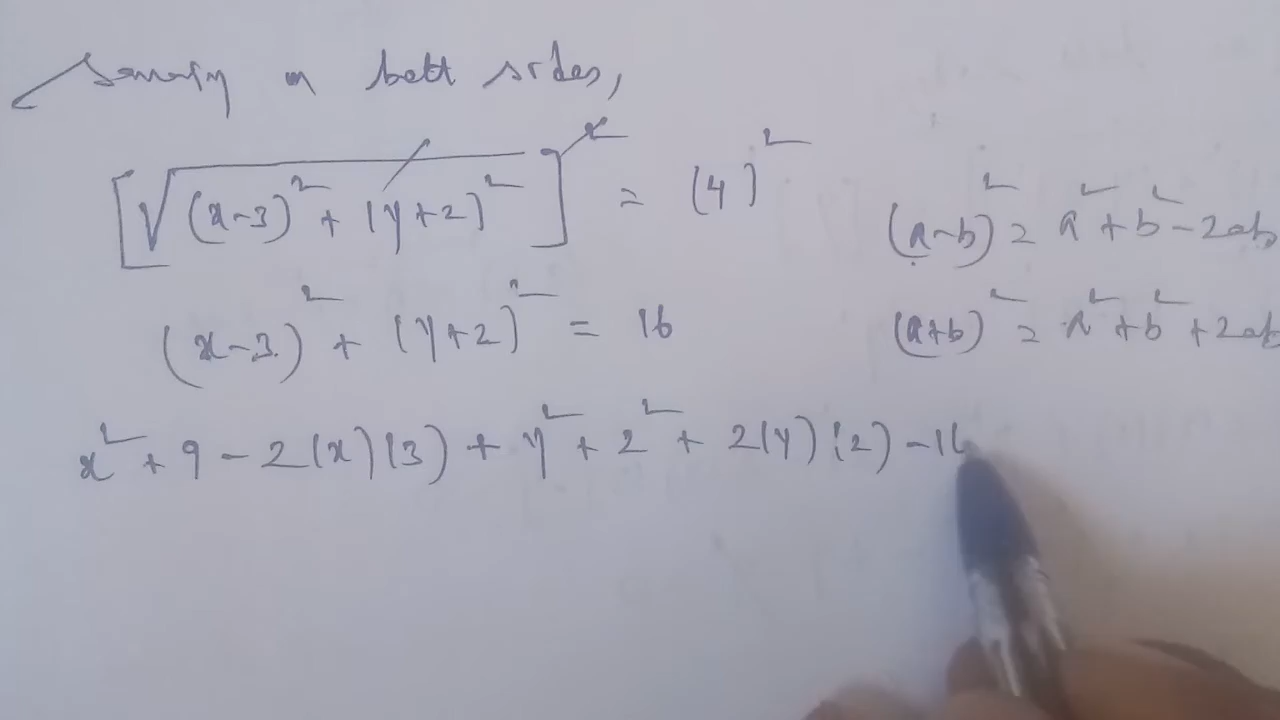 on both sides,
[√(x-3)² + (y+2)²]² = (4)²
(x-3)² + (y+2)² = 16
x² + 9 - 2(x)(3) + y² + 2² + 2(y)(2) - 16
(a-b)² = a² + b² - 2ab
(a+b)² = a² + b² + 2ab